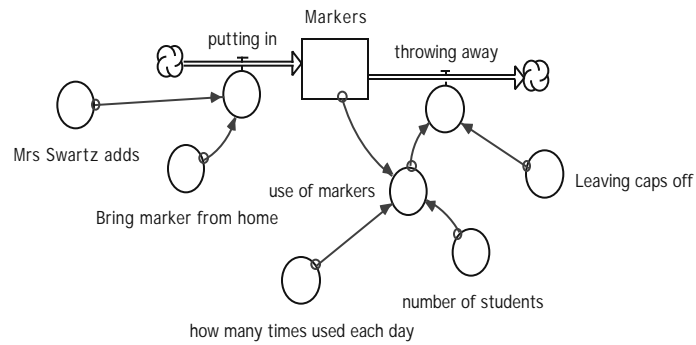 Markers
putting in
throwing away
Mrs Swartz adds
Bring marker from home
use of markers
Leaving caps off
number of students
how many times used each day